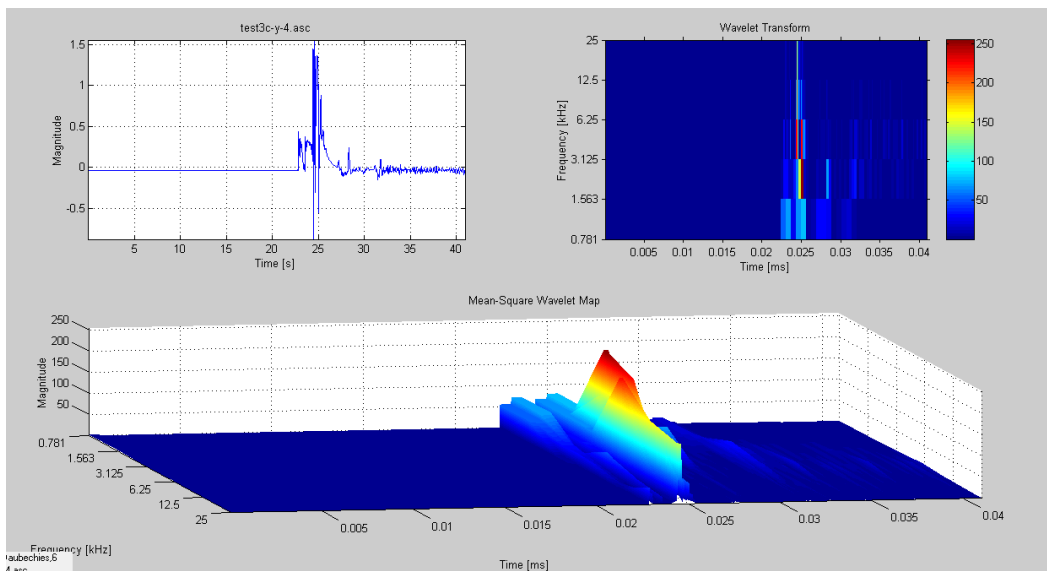 test3c-y-4.asc
1.5
1
0.5
0
-0.5
Magnitude
5 10 15 20 25 30 35 40
Time [s]
Wavelet Transform
25
12.5
6.25
3.125
1.563
0.781
Frequency [kHz]
0.005 0.01 0.015 0.02 0.025 0.03 0.035 0.04
Time [ms]
250
200
150
100
50
Mean-Square Wavelet Map
250
200
150
100
50
Magnitude
0.781
1.563
3.125
6.25
12.5
25
Frequency [kHz]
0.005 0.01 0.015 0.02 0.025 0.03 0.035 0.04
Time [ms]
aubechies,6
4.asc